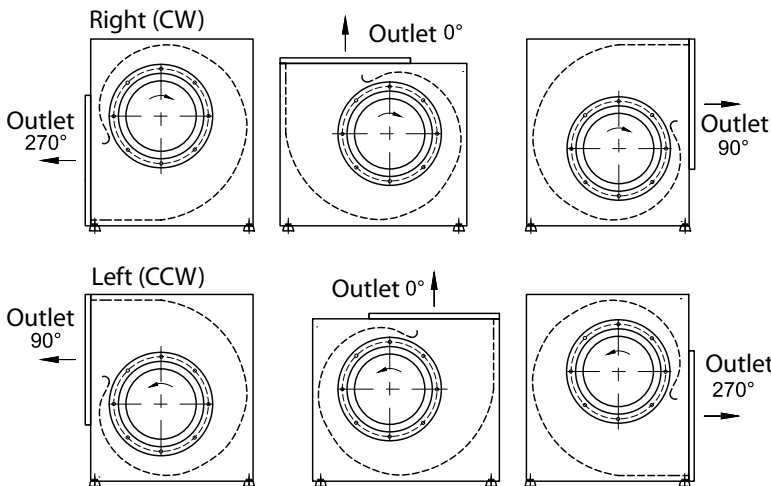 Right (CW)
Outlet
270°
Outlet 0°
Outlet
90°
Left (CCW)
Outlet
90°
Outlet 0°
Outlet
270°